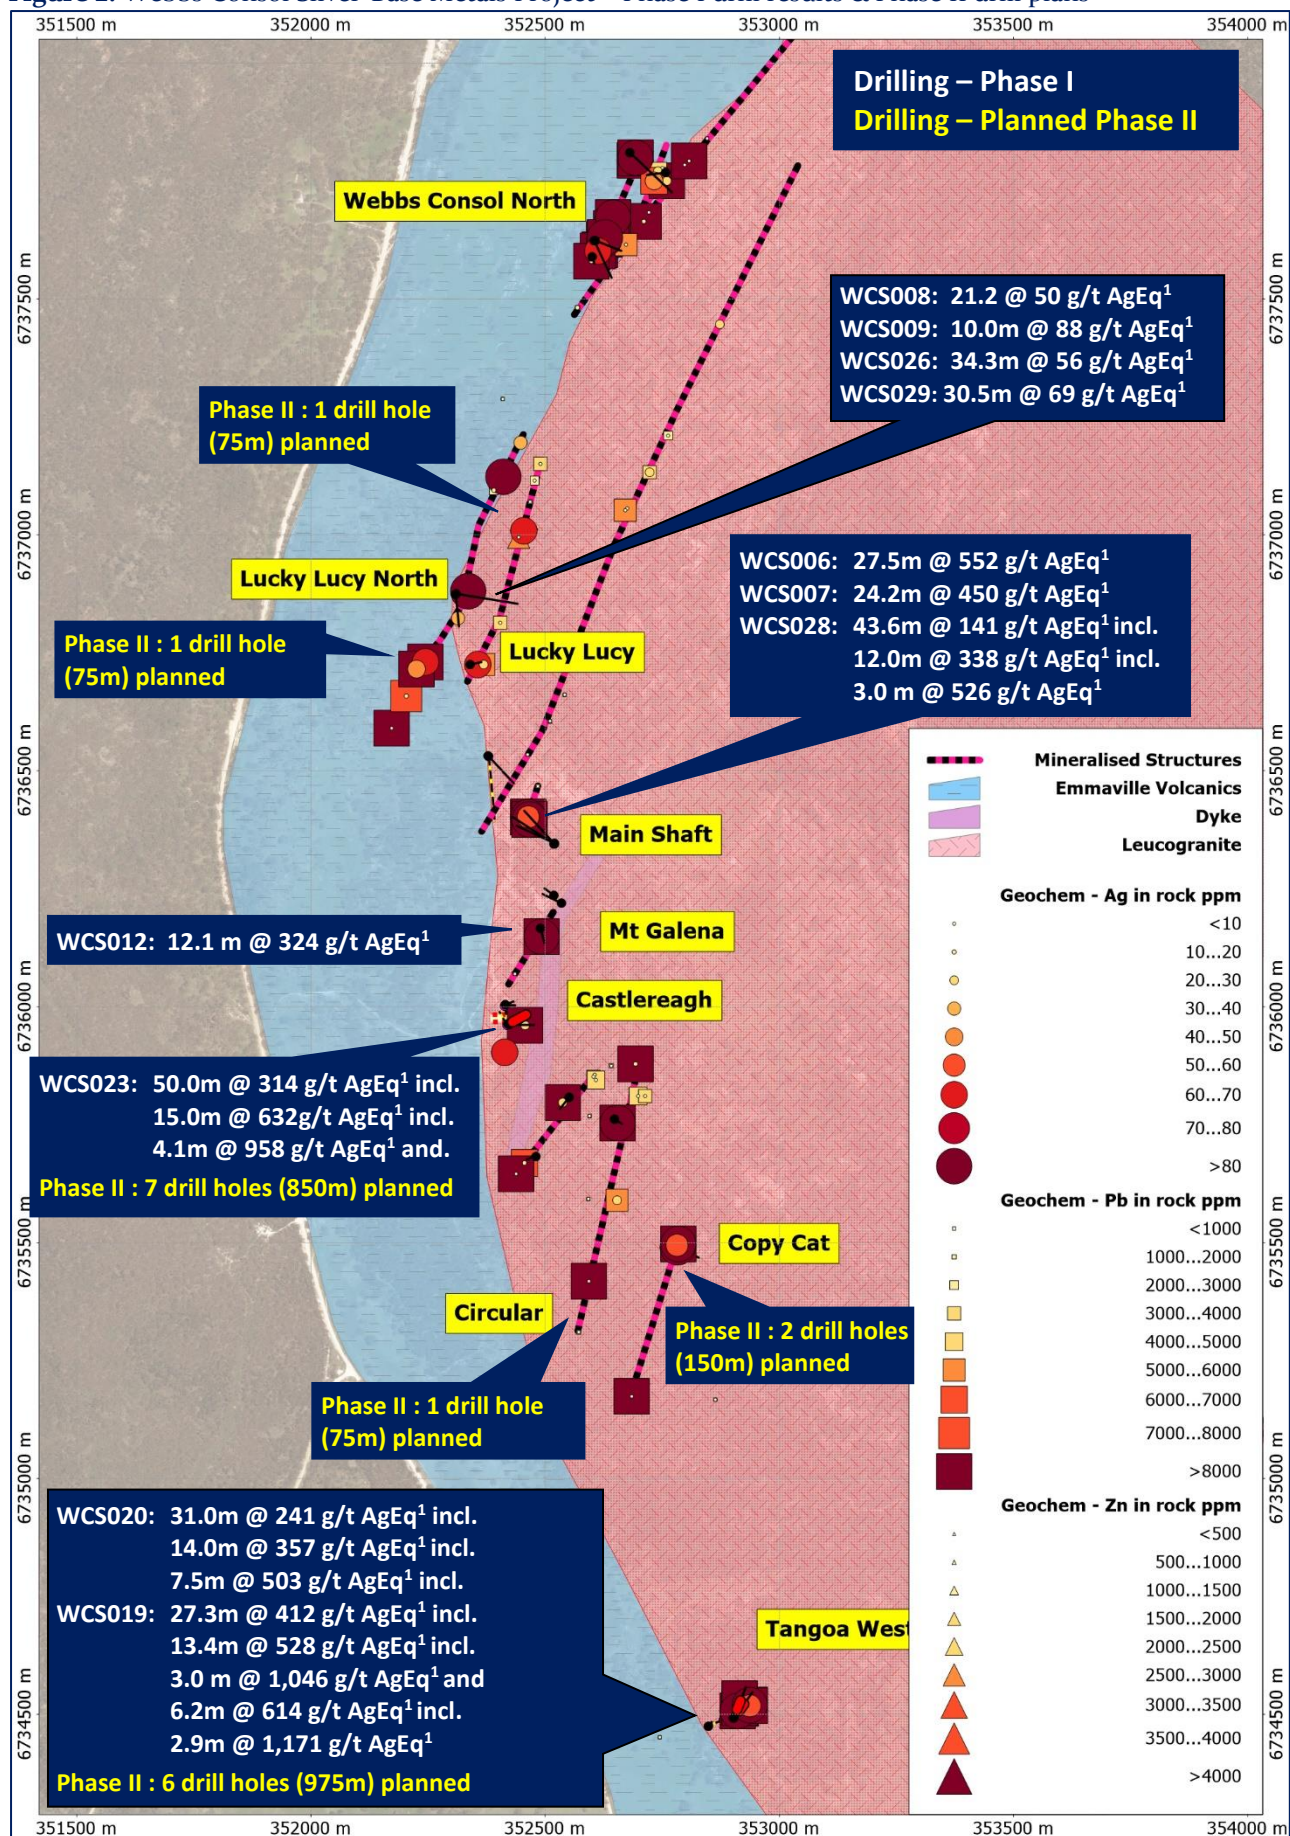 351500 m 352000 m 352500 m 353000 m 353500 m 354000 m
Drilling – Phase I
Drilling – Planned Phase II
Webbs Consol North
6737500 m
6737500 m
WCS008: 21.2 @ 50 g/t AgEq1
WCS009: 10.0m @ 88 g/t AgEq1
WCS026: 34.3m @ 56 g/t AgEq1
WCS029: 30.5m @ 69 g/t AgEq1
Phase II : 1 drill hole
(75m) planned
6737000 m
6737000 m
Lucky Lucy North
WCS006: 27.5m @ 552 g/t AgEq1
WCS007: 24.2m @ 450 g/t AgEq1
WCS028: 43.6m @ 141 g/t AgEq1 incl.
12.0m @ 338 g/t AgEq1 incl.
3.0 m @ 526 g/t AgEq1
Phase II : 1 drill hole
(75m) planned
Lucky Lucy
6736500 m
6736500 m
Main Shaft
WCS012: 12.1 m @ 324 g/t AgEq1
Mt Galena
Castlereagh
6736000 m
6736000 m
WCS023: 50.0m @ 314 g/t AgEq1 incl.
15.0m @ 632g/t AgEq1 incl.
4.1m @ 958 g/t AgEq1 and.
Phase II : 7 drill holes (850m) planned
6735500 m
6735500 m
Copy Cat
Circular
Phase II : 2 drill holes
(150m) planned
Phase II : 1 drill hole
(75m) planned
6735000 m
6735000 m
WCS020: 31.0m @ 241 g/t AgEq1 incl.
14.0m @ 357 g/t AgEq1 incl.
7.5m @ 503 g/t AgEq1 incl.
WCS019: 27.3m @ 412 g/t AgEq1 incl.
13.4m @ 528 g/t AgEq1 incl.
3.0 m @ 1,046 g/t AgEq1 and
6.2m @ 614 g/t AgEq1 incl.
2.9m @ 1,171 g/t AgEq1
Phase II : 6 drill holes (975m) planned
Tangoa West
6734500 m
6734500 m
Mineralised Structures
Emmaville Volcanics
Dyke
Leucogranite
Geochem - Ag in rock ppm
<10
10...20
20...30
30...40
40...50
50...60
60...70
70...80
>80
Geochem - Pb in rock ppm
<1000
1000...2000
2000...3000
3000...4000
4000...5000
5000...6000
6000...7000
7000...8000
>8000
Geochem - Zn in rock ppm
<500
500...1000
1000...1500
1500...2000
2000...2500
2500...3000
3000...3500
3500...4000
>4000
351500 m 352000 m 352500 m 353000 m 353500 m 354000 m